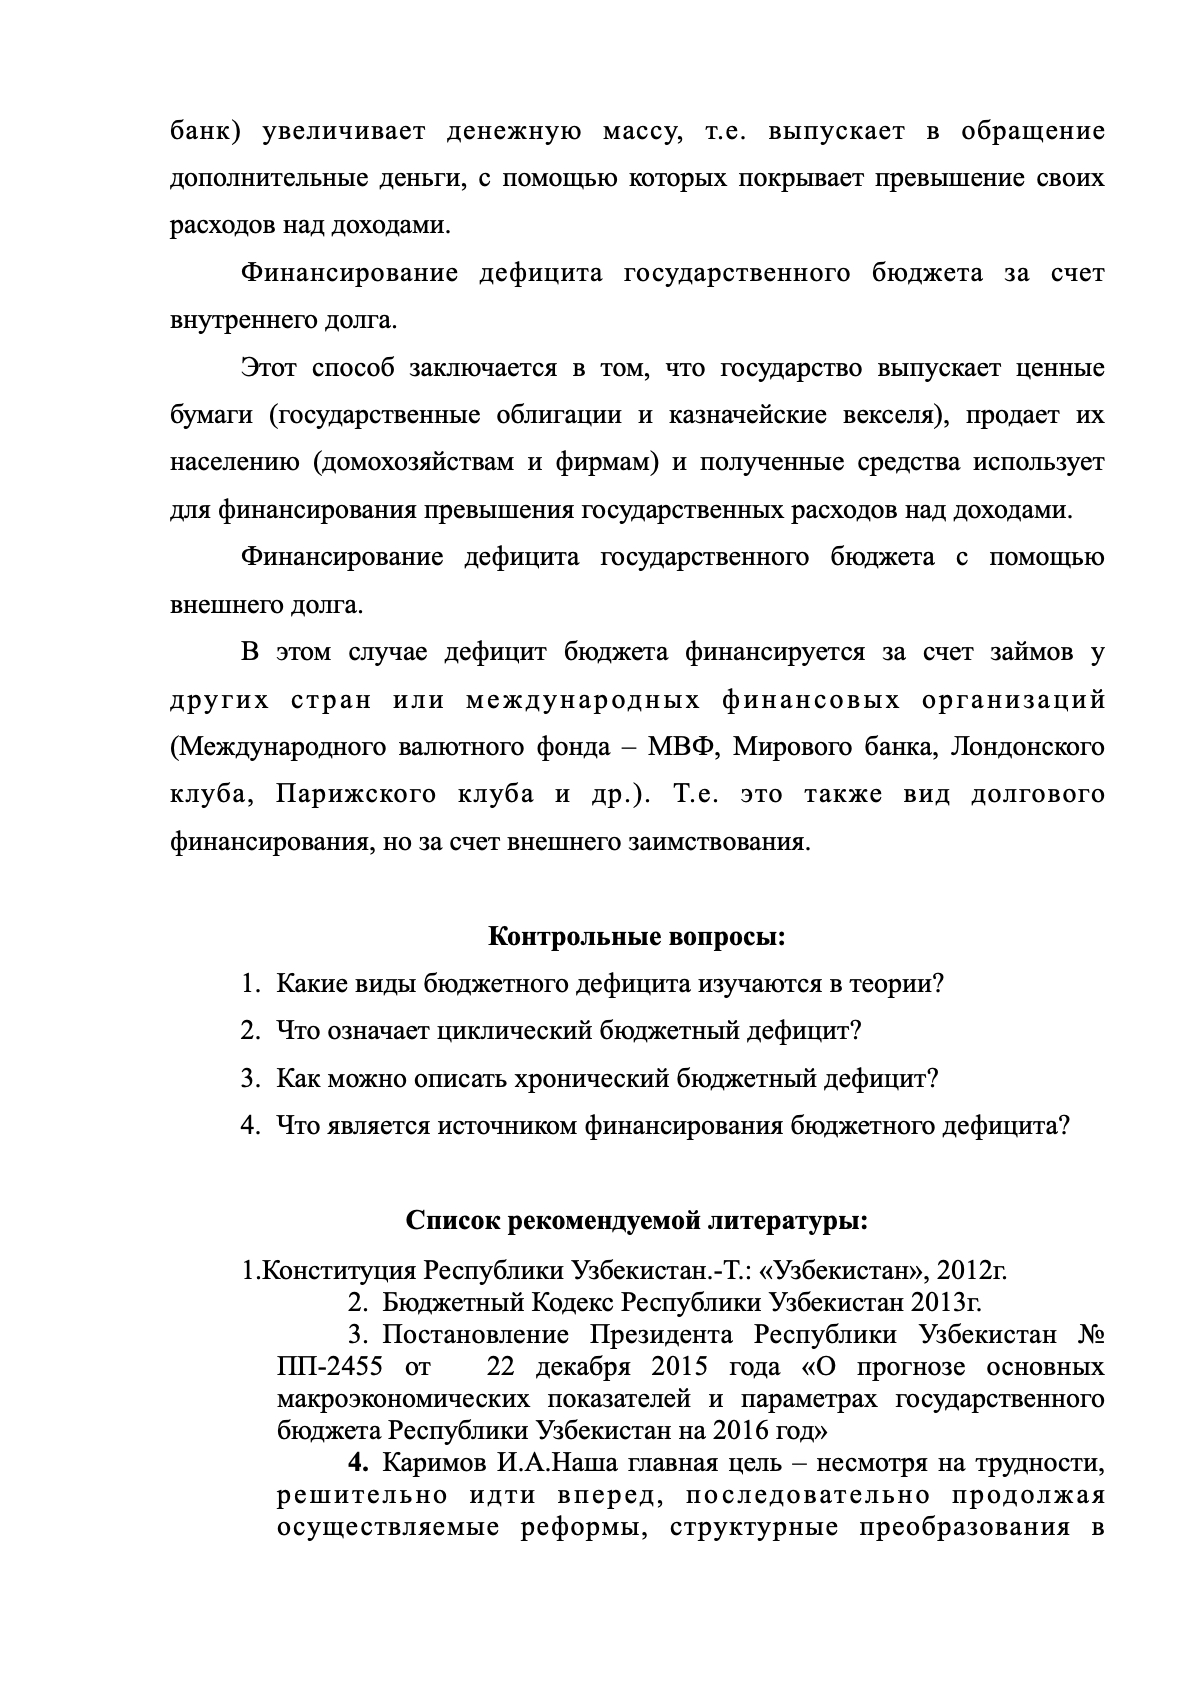 банк) увеличивает денежную массу, т.е. выпускает в обращение
дополнительные деньги, с помощью которых покрывает превышение своих
расходов над доходами.
Финансирование дефицита государственного бюджета за счет
внутреннего долга.
Этот способ заключается в том, что государство выпускает ценные
бумаги (государственные облигации и казначейские векселя), продает их
населению (домохозяйствам и фирмам) и полученные средства использует
для финансирования превышения государственных расходов над доходами.
Финансирование дефицита государственного бюджета с помощью
внешнего долга.
В этом случае дефицит бюджета финансируется за счет займов у
других стран или международных финансовых организаций
(Международного валютного фонда – МВФ, Мирового банка, Лондонского
клуба, Парижского клуба и др.). Т.е. это также вид долгового
финансирования, но за счет внешнего заимствования.
Контрольные вопросы:
1. Какие виды бюджетного дефицита изучаются в теории?
2. Что означает циклический бюджетный дефицит?
3. Как можно описать хронический бюджетный дефицит?
4. Что является источником финансирования бюджетного дефицита?
Список рекомендуемой литературы:
1.Конституция Республики Узбекистан.-Т.: «Узбекистан», 2012г.
2. Бюджетный Кодекс Республики Узбекистан 2013г.
3. Постановление Президента Республики Узбекистан №
ПП-2455 от 22 декабря 2015 года «О прогнозе основных
макроэкономических показателей и параметрах государственного
бюджета Республики Узбекистан на 2016 год»
4. Каримов И.А.Наша главная цель – несмотря на трудности,
решительно идти вперед, последовательно продолжая
осуществляемые реформы, структурные преобразования в